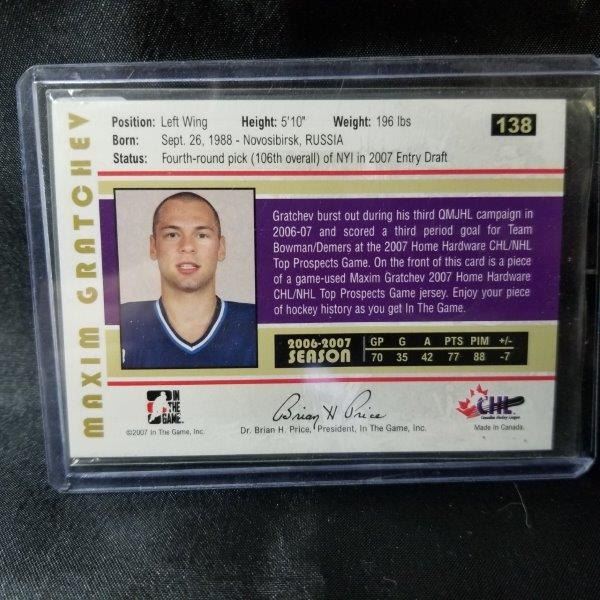 MAXIM GRATCHEV
Position: Left Wing Height: 5'10" Weight: 196 lbs
138
Born: Sept. 26, 1988 - Novosibirsk, RUSSIA
Status: Fourth-round pick (106th overall) of NYI in 2007 Entry Draft
Gratchev burst out during his third QMJHL campaign in
2006-07 and scored a third period goal for Team
Bowman/Demers at the 2007 Home Hardware CHL/NHL
Top Prospects Game. On the front of this card is a piece
of a game-used Maxim Gratchev 2007 Home Hardware
CHL/NHL Top Prospects Game jersey. Enjoy your piece
of hockey history as you get In The Game.
2006-2007 GP G A PTS PIM +/-
SEASON 70 35 42 77 88 -7
IN
THE
GAME
Brian H Price
CHL
Canadian Hockey League
©2007 In The Game, Inc.
Dr. Brian H. Price, President, In The Game, Inc.
Made In Canada.